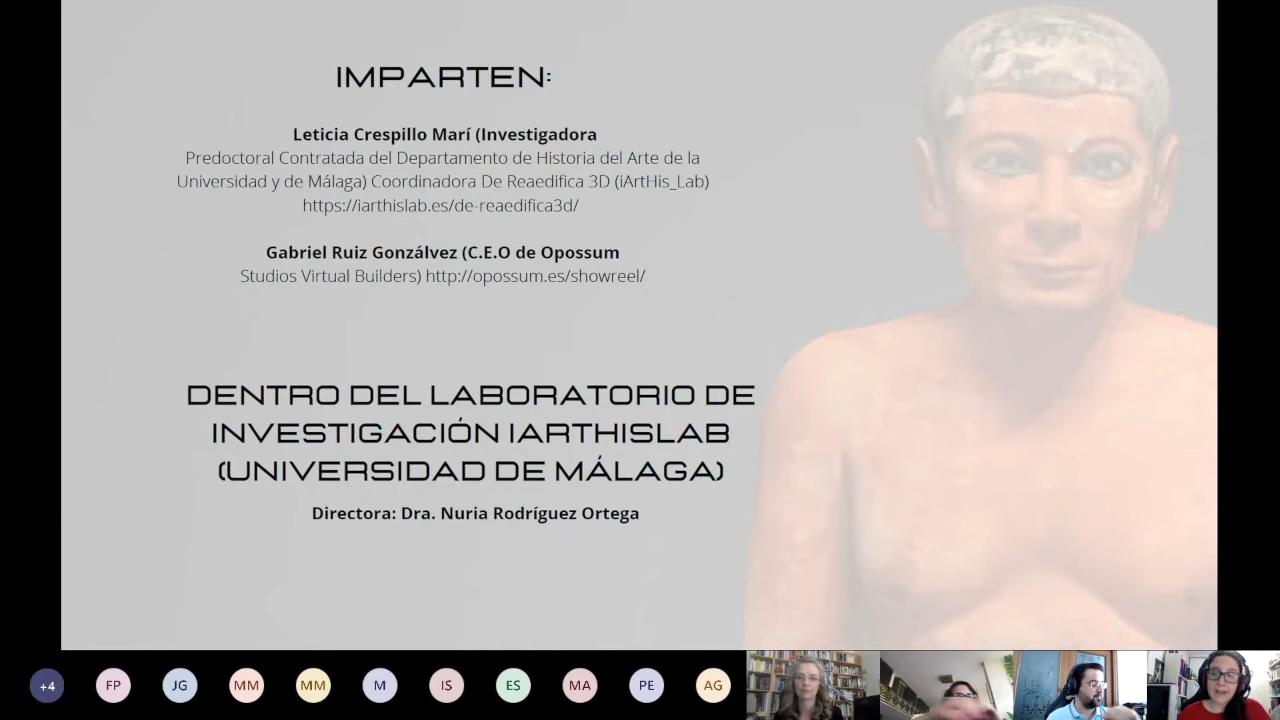 IMPARTEN:
Leticia Crespillo Marí (Investigadora
Predoctoral Contratada del Departamento de Historia del Arte de la
Universidad y de Málaga) Coordinadora De Reaedifica 3D (iArtHis_Lab)
https://iarthislab.es/de-reaedifica3d/
Gabriel Ruiz Gonzálvez (C.E.O de Opossum
Studios Virtual Builders) http://opossum.es/showreel/
DENTRO DEL LABORATORIO DE
INVESTIGACIÓN IARTHISLAB
(UNIVERSIDAD DE MÁLAGA)
Directora: Dra. Nuria Rodríguez Ortega
+4 FP JG MM MM M IS ES MA PE AG